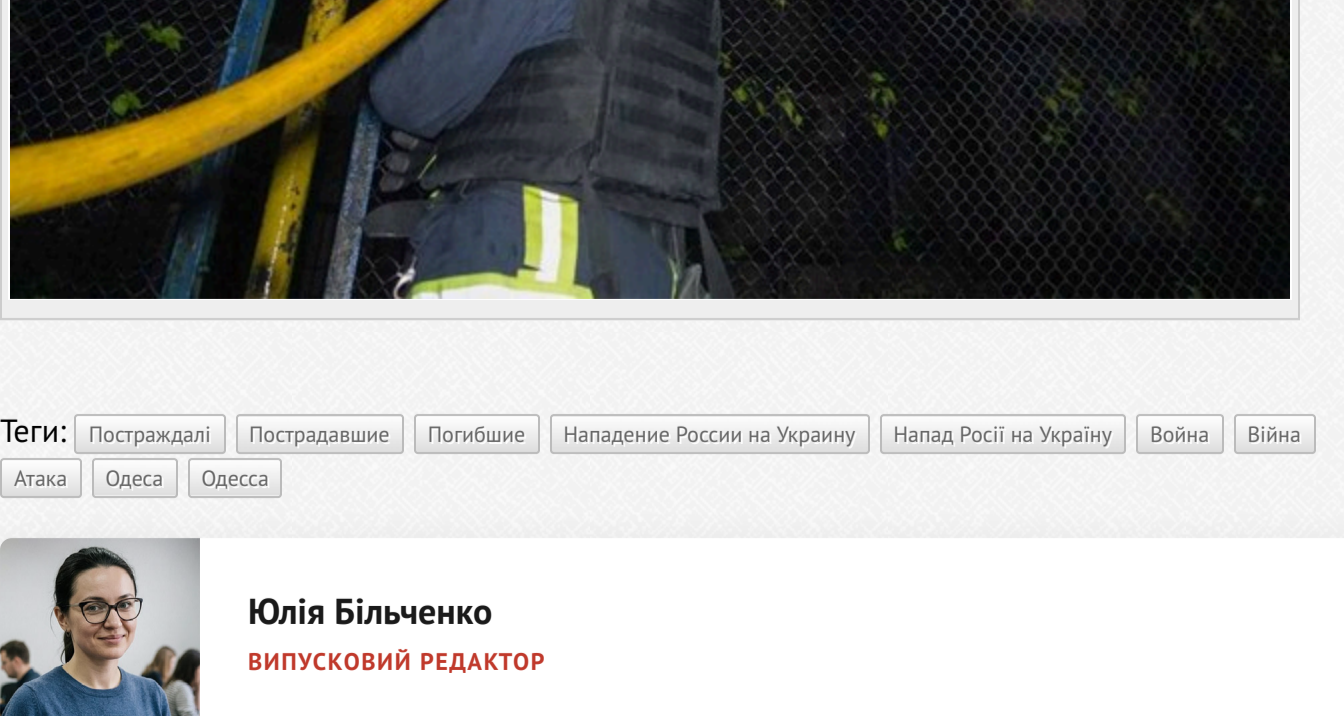 Теги: Постраждалі Пострадавшие Погибшие Нападение России на Украину Напад Росії на Україну Война Війна
Атака Одеса Одесса
Юлія Більченко
ВИПУСКОВИЙ РЕДАКТОР